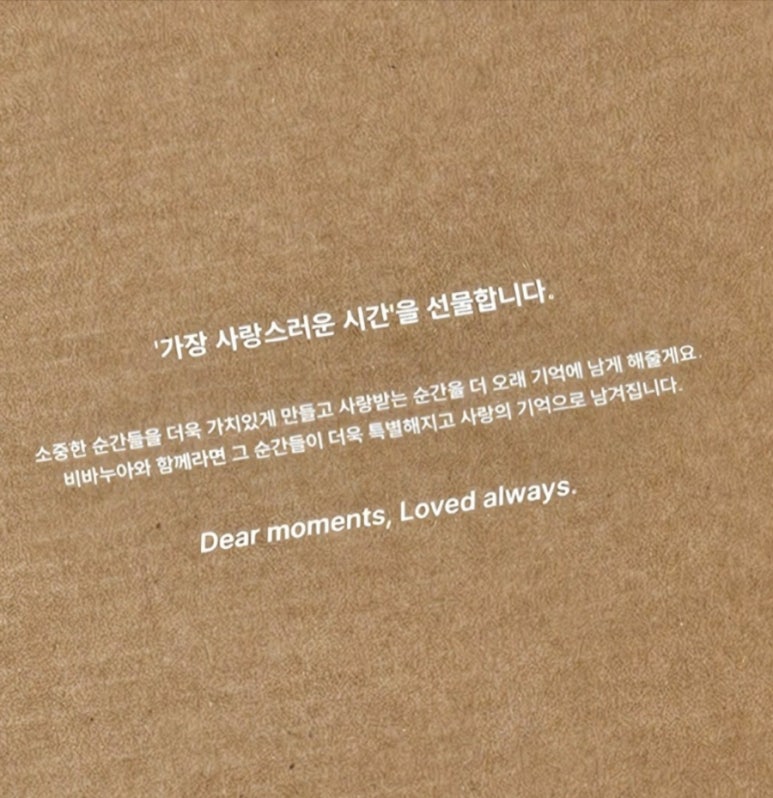 '가장 사랑스러운 시간'을 선물합니다.
소중한 순간들을 더욱 가치있게 만들고 사랑받는 순간을 더 오래 기억에 남게 해줄게요.
비바누아와 함께라면 그 순간들이 더욱 특별해지고 사랑의 기억으로 남겨집니다.
Dear moments, Loved always.